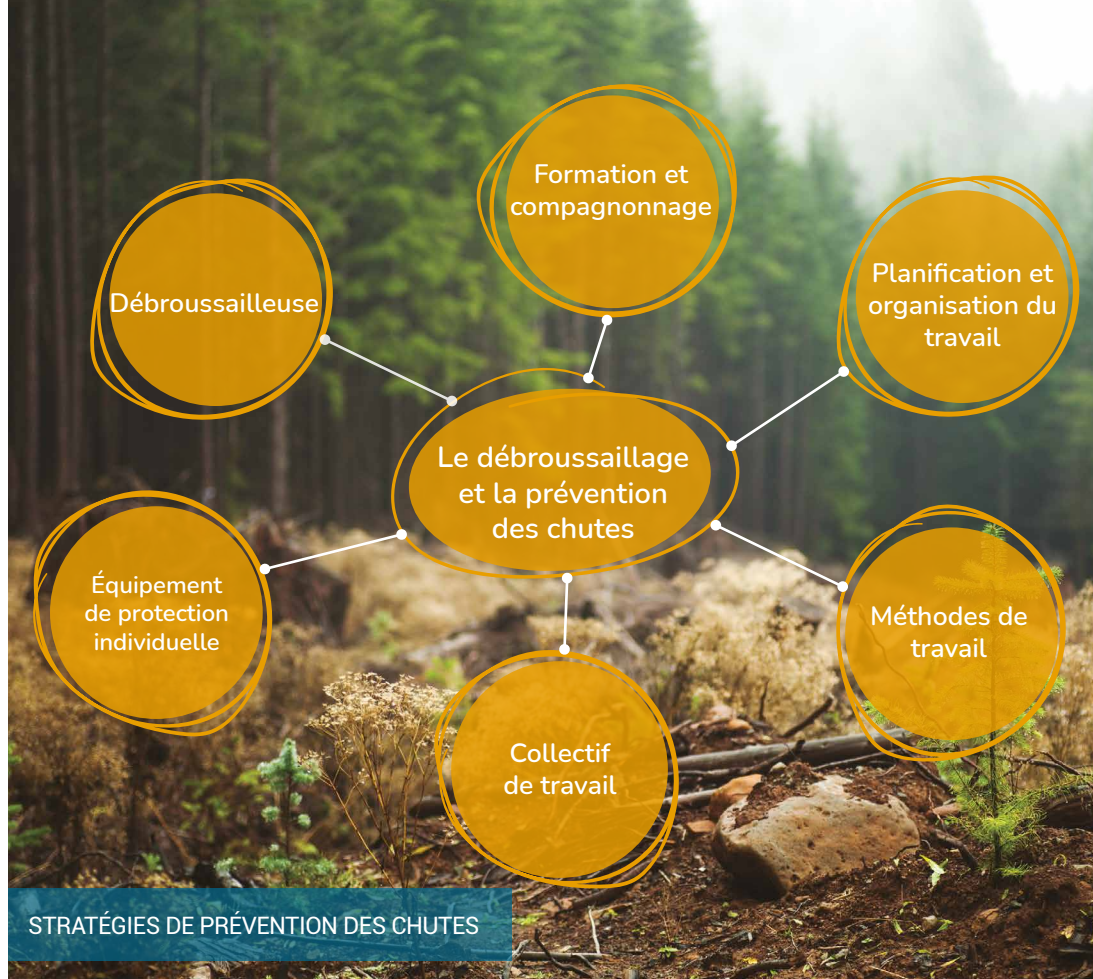 Formation et
compagnonnage
Débroussailleuse
Planification et
organisation du
travail
Le débroussaillage
et la prévention
des chutes
Équipement
de protection
individuelle
Méthodes de
travail
Collectif
de travail
STRATÉGIES DE PRÉVENTION DES CHUTES